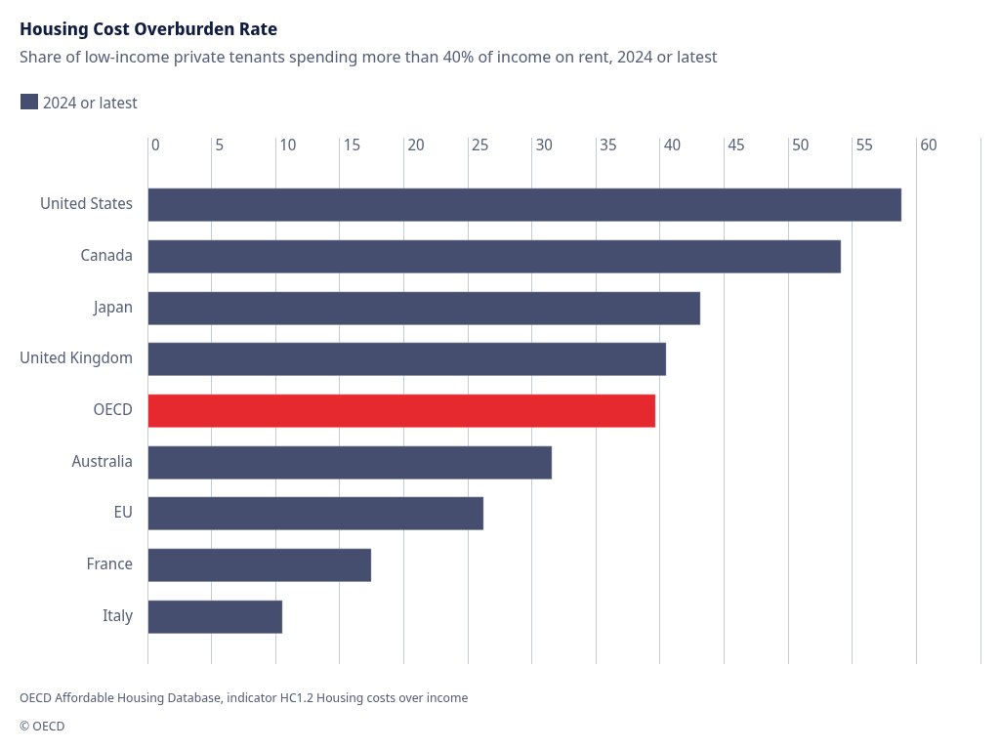 Housing Cost Overburden Rate
Share of low-income private tenants spending more than 40% of income on rent, 2024 or latest
2024 or latest
0 5 10 15 20 25 30 35 40 45 50 55 60
United States
Canada
Japan
United Kingdom
OECD
Australia
EU
France
Italy
OECD Affordable Housing Database, indicator HC1.2 Housing costs over income
© OECD